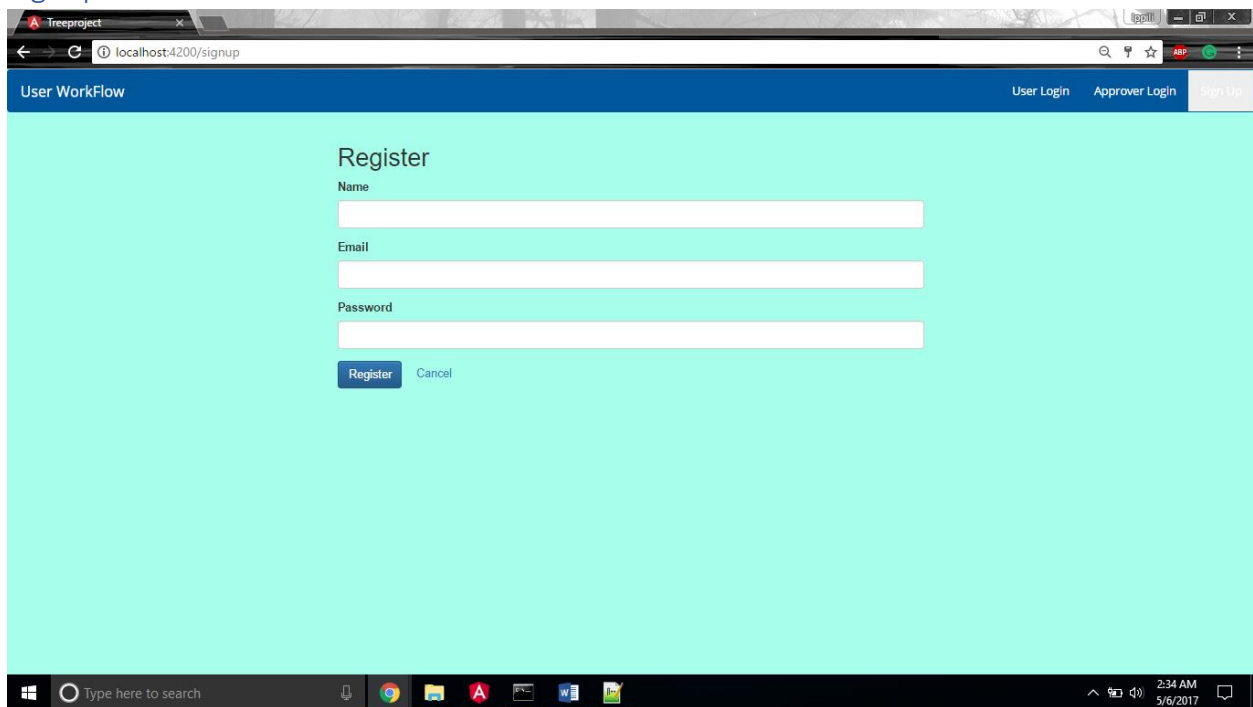 Treeproject
localhost:4200/signup
ABP
User WorkFlow
User Login
Approver Login
Sign Up
Register
Name
Email
Password
Register
Cancel
Type here to search
2:34 AM
5/6/2017